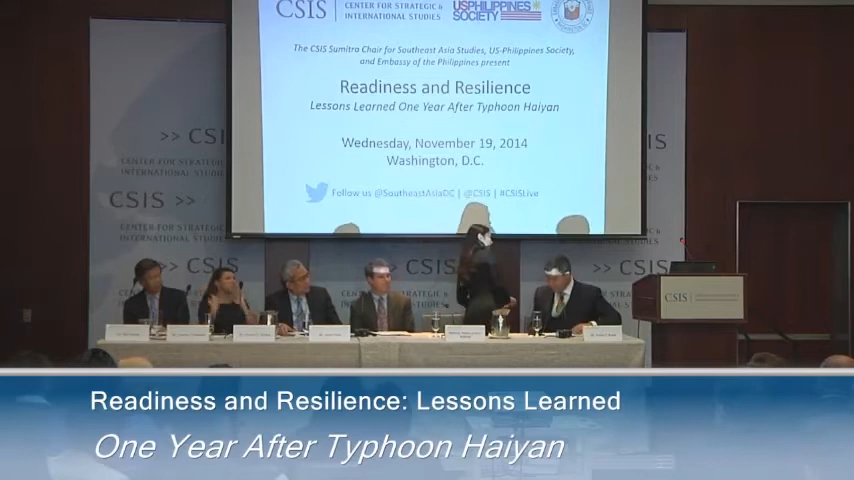 CSIS
CENTER FOR STRATEGIC &
INTERNATIONAL STUDIES
USPHILIPPINES
SOCIETY
The CSIS Sumitro Chair for Southeast Asia Studies, US-Philippines Society,
and Embassy of the Philippines present
Readiness and Resilience
Lessons Learned One Year After Typhoon Haiyan
Wednesday, November 19, 2014
Washington, D.C.
Follow us @SoutheastAsiaDC | @CSIS | #CSISLive
>> CSIS
CENTER FOR STRATEGIC
INTERNATIONAL STUDIES
CSIS >>
CENTER FOR STRATEGIC
INTERNATIONAL STUDIES
CSIS
CSIS
>> CSIS
CSIS
Readiness and Resilience: Lessons Learned
One Year After Typhoon Haiyan